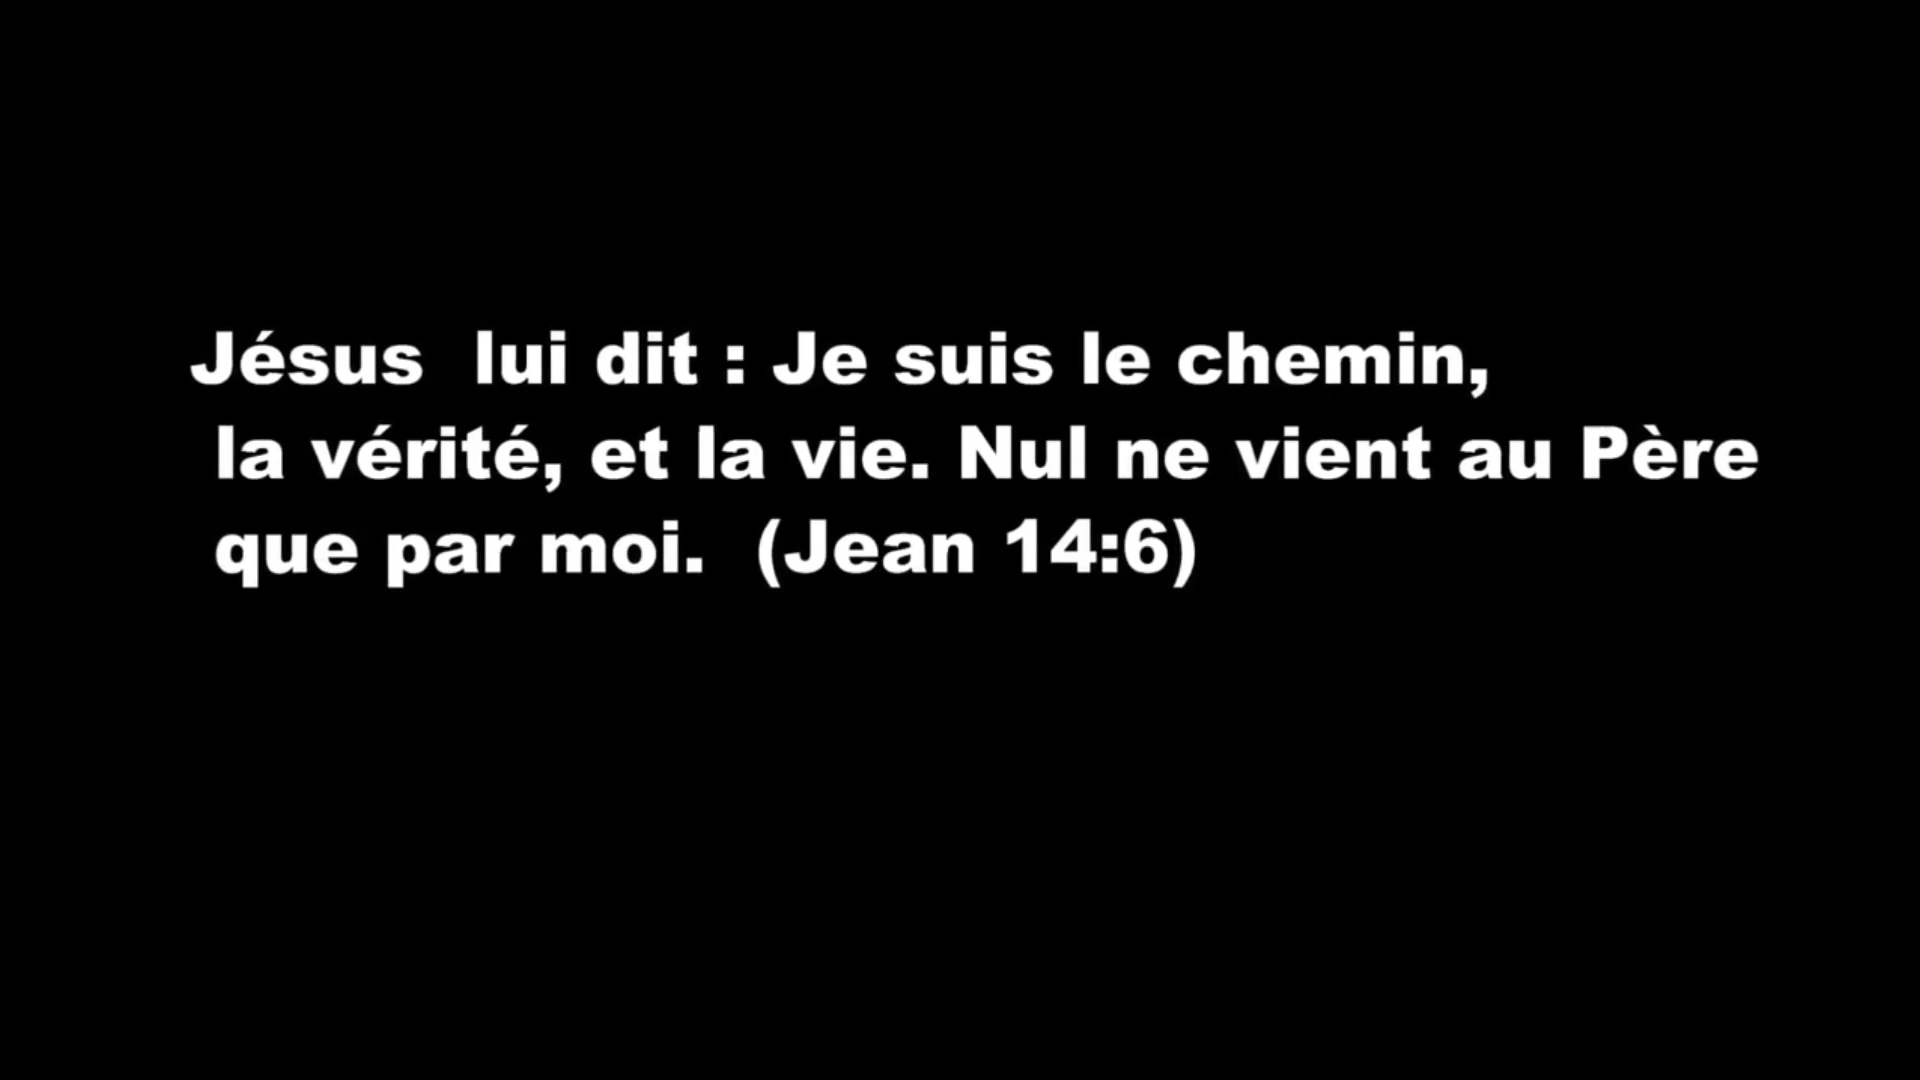 Jésus  lui dit : Je suis le chemin,
la vérité, et la vie. Nul ne vient au Père
que par moi.  (Jean 14:6)